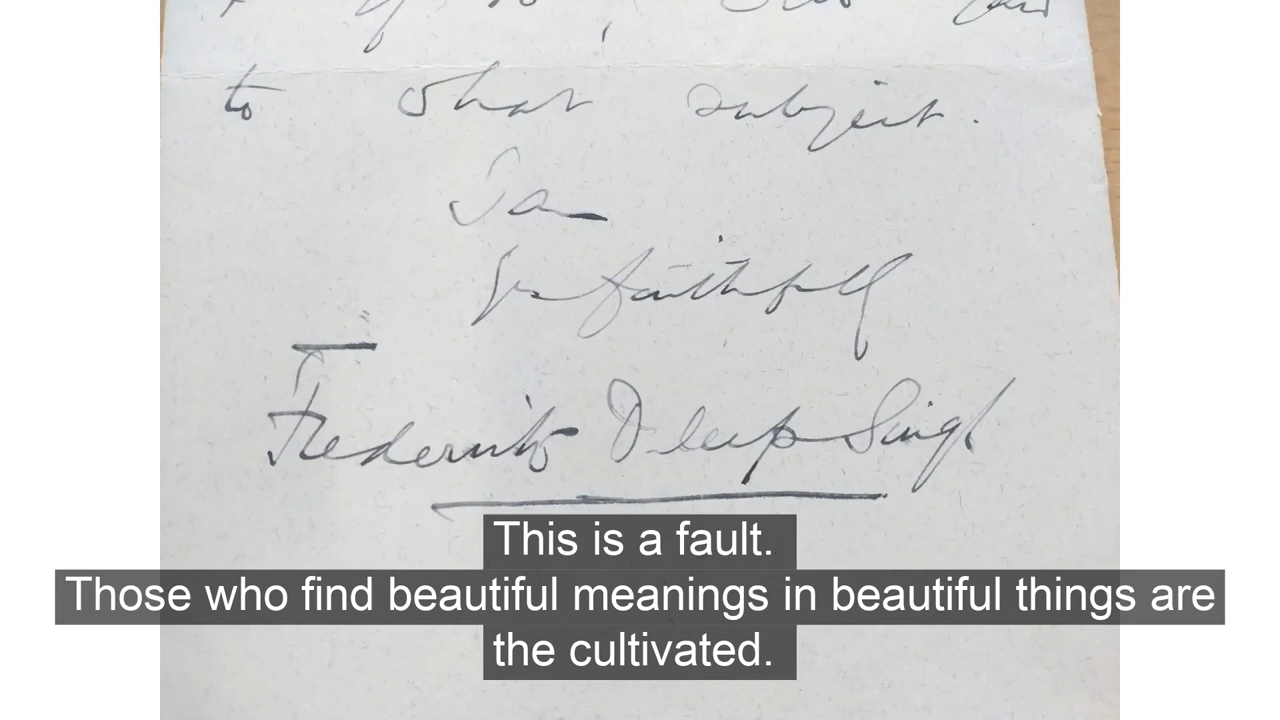 to what subject.
I am
faithfully
Frederick Duleep Singh
This is a fault.
Those who find beautiful meanings in beautiful things are
the cultivated.